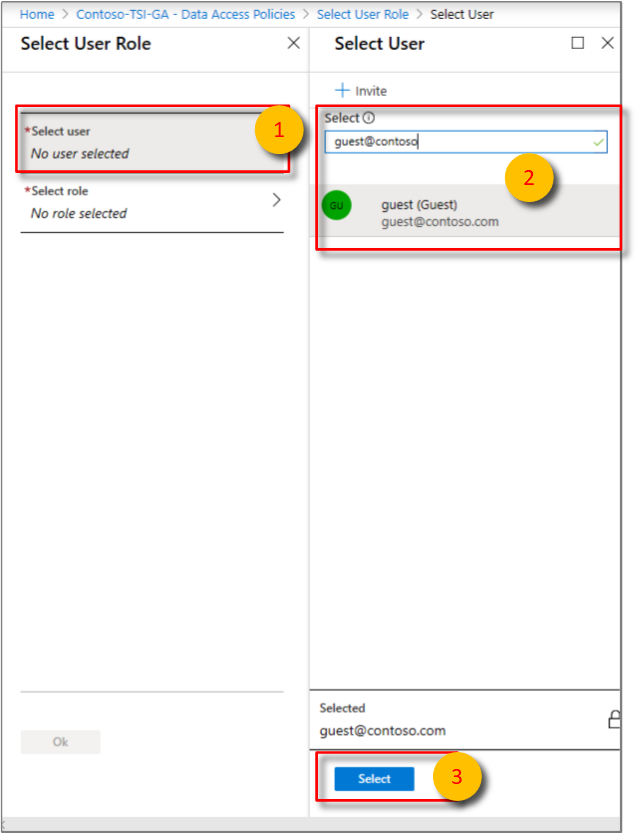 Home > Contoso-TSI-GA - Data Access Policies > Select User Role > Select User
Select User Role
*Select user
No user selected
1
*Select role
No role selected
Ok
Select User
+ Invite
Select
guest@contoso
2
GU
guest (Guest)
guest@contoso.com
Selected
guest@contoso.com
Select
3